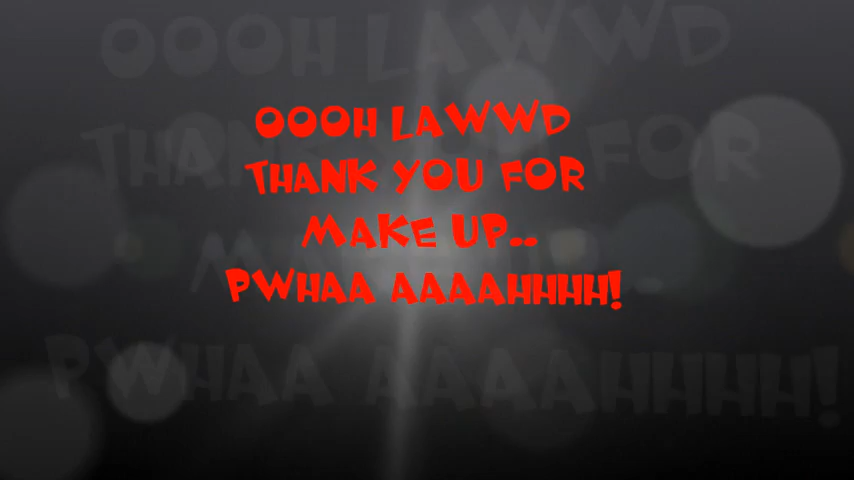 OOOH LAWWD
THANK YOU FOR
MAKE UP..
PWHAA AAAAHHHH!